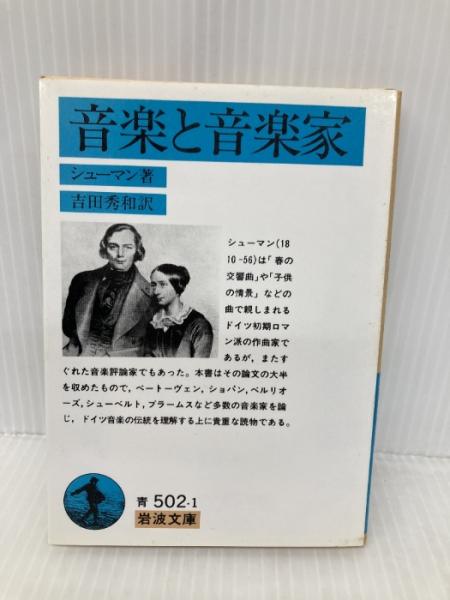 音楽と音楽家
シューマン著
吉田秀和訳
シューマン(18
10-56)は「春の
交響曲」や「子供
の情景」などの
曲で親しまれる
ドイツ初期ロマ
ン派の作曲家で
あるが，またす
ぐれた音楽評論家でもあった。本書はその論文の大半
を収めたもので，ベートーヴェン，ショパン，ベルリオ
ーズ，シューベルト，ブラームスなど多数の音楽家を論
じ，ドイツ音楽の伝統を理解する上に貴重な読物である。
青 502-1
岩波文庫